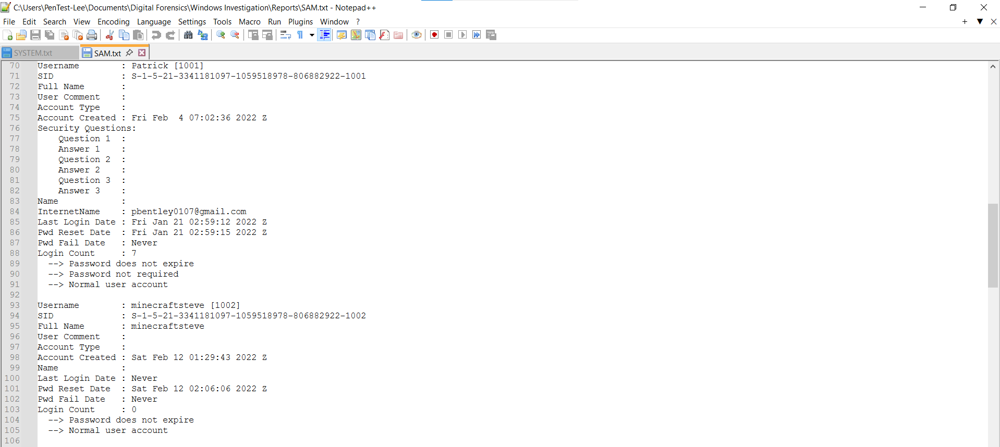 C:\Users\PenTest-Lee\Documents\Digital Forensics\Windows Investigation\Reports\SAM.txt - Notepad++
File Edit Search View Encoding Language Settings Tools Macro Run Plugins Window ?
SYSTEM.txt SAM.txt
70 Username : Patrick [1001]
71 SID : S-1-5-21-3341181097-1059518978-806882922-1001
72 Full Name :
73 User Comment :
74 Account Type :
75 Account Created : Fri Feb  4 07:02:36 2022 Z
76 Security Questions:
77 Question 1 :
78 Answer 1 :
79 Question 2 :
80 Answer 2 :
81 Question 3 :
82 Answer 3 :
83 Name :
84 InternetName : pbentley0107@gmail.com
85 Last Login Date : Fri Jan 21 02:59:12 2022 Z
86 Pwd Reset Date : Fri Jan 21 02:59:15 2022 Z
87 Pwd Fail Date : Never
88 Login Count : 7
89 --> Password does not expire
90 --> Password not required
91 --> Normal user account
92
93 Username : minecraftsteve [1002]
94 SID : S-1-5-21-3341181097-1059518978-806882922-1002
95 Full Name : minecraftsteve
96 User Comment :
97 Account Type :
98 Account Created : Sat Feb 12 01:29:43 2022 Z
99 Name :
100 Last Login Date : Never
101 Pwd Reset Date : Sat Feb 12 02:06:06 2022 Z
102 Pwd Fail Date : Never
103 Login Count : 0
104 --> Password does not expire
105 --> Normal user account
106